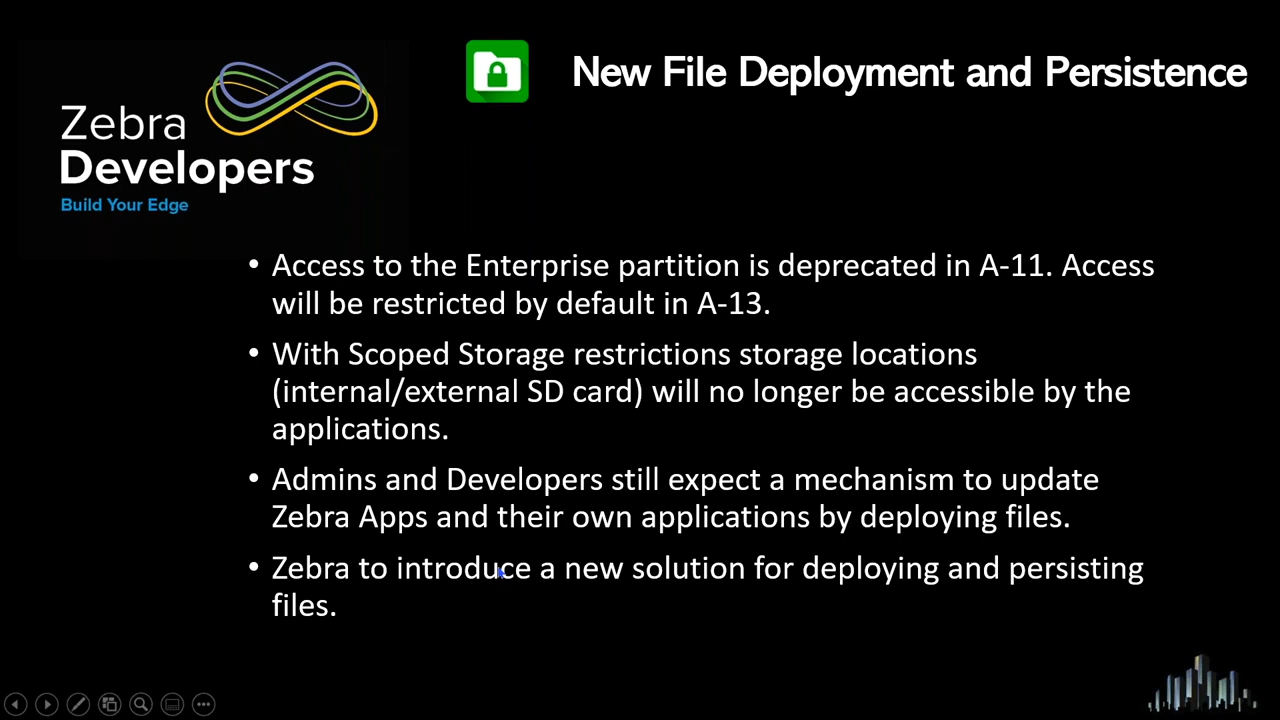 New File Deployment and Persistence
Zebra
Developers
Build Your Edge
• Access to the Enterprise partition is deprecated in A-11. Access
will be restricted by default in A-13.
• With Scoped Storage restrictions storage locations
(internal/external SD card) will no longer be accessible by the
applications.
• Admins and Developers still expect a mechanism to update
Zebra Apps and their own applications by deploying files.
• Zebra to introduce a new solution for deploying and persisting
files.